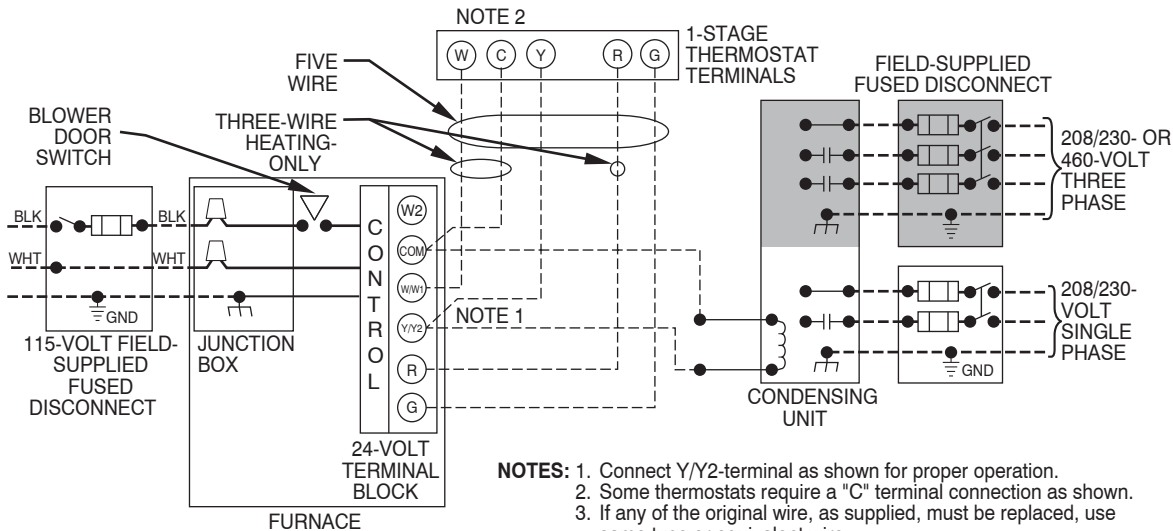 NOTE 2
W
C
Y
R
G
1-STAGE
THERMOSTAT
TERMINALS
FIVE
WIRE
THREE-WIRE
HEATING-
ONLY
BLOWER
DOOR
SWITCH
FIELD-SUPPLIED
FUSED DISCONNECT
208/230- OR
460-VOLT
THREE
PHASE
BLK
BLK
WHT
WHT
GND
115-VOLT FIELD-
SUPPLIED
FUSED
DISCONNECT
JUNCTION
BOX
CONTROL
W2
COM
W/W1
Y/Y2
R
G
NOTE 1
24-VOLT
TERMINAL
BLOCK
FURNACE
208/230-
VOLT
SINGLE
PHASE
GND
CONDENSING
UNIT
NOTES: 1. Connect Y/Y2-terminal as shown for proper operation.
2. Some thermostats require a "C" terminal connection as shown.
3. If any of the original wire, as supplied, must be replaced, use